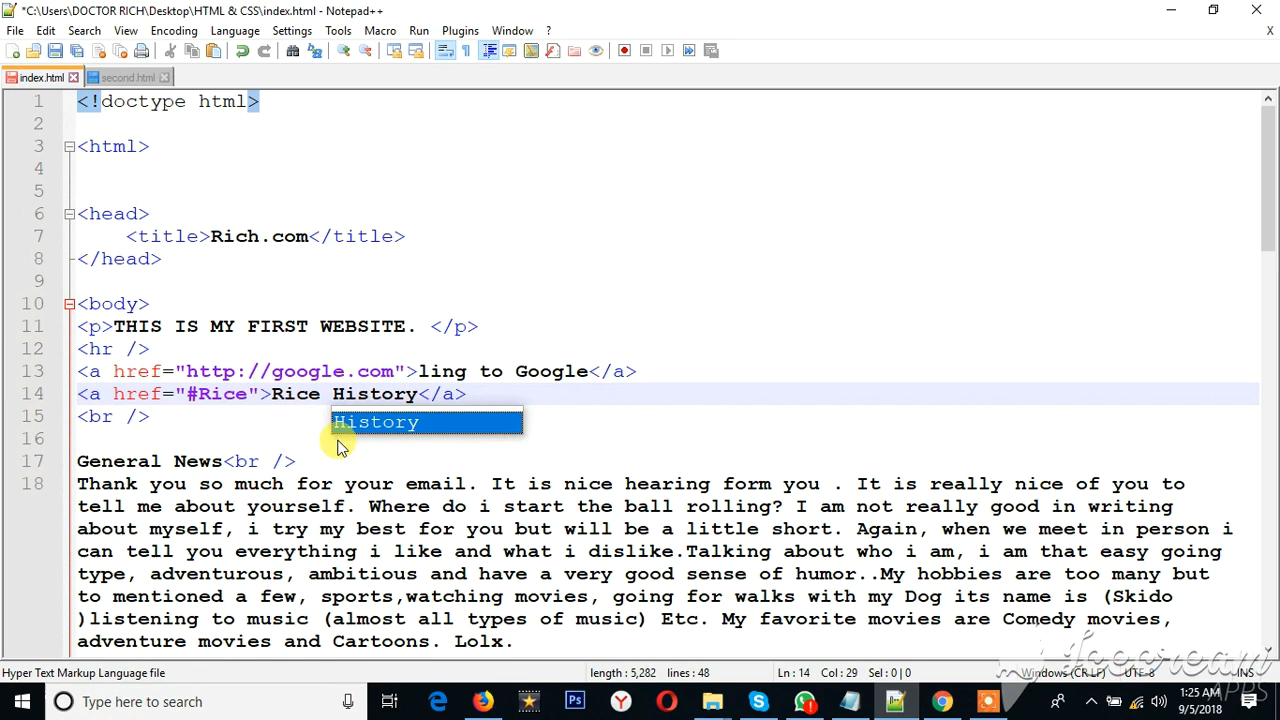 *C:\Users\DOCTOR RICH\Desktop\HTML & CSS\index.html - Notepad++
File Edit Search View Encoding Language Settings Tools Macro Run Plugins Window ? X
index.html second.html
1 <!doctype html>
2
3 <html>
4
5
6 <head>
7 <title>Rich.com</title>
8 </head>
9
10 <body>
11 <p>THIS IS MY FIRST WEBSITE. </p>
12 <hr />
13 <a href="http://google.com">ling to Google</a>
14 <a href="#Rice">Rice History</a>
15 <br />
History
16
17 General News<br />
18 Thank you so much for your email. It is nice hearing form you . It is really nice of you to
tell me about yourself. Where do i start the ball rolling? I am not really good in writing
about myself, i try my best for you but will be a little short. Again, when we meet in person i
can tell you everything i like and what i dislike.Talking about who i am, i am that easy going
type, adventurous, ambitious and have a very good sense of humor..My hobbies are too many but
to mentioned a few, sports,watching movies, going for walks with my Dog its name is (Skido
)listening to music (almost all types of music) Etc. My favorite movies are Comedy movies,
adventure movies and Cartoons. Lolx.
Hyper Text Markup Language file length : 5,282 lines : 48 Ln : 14 Col : 29 Sel : 0 | 0 Windows (CR LF) UTF-8 INS
Type here to search
1:25 AM
9/5/2018
APPS